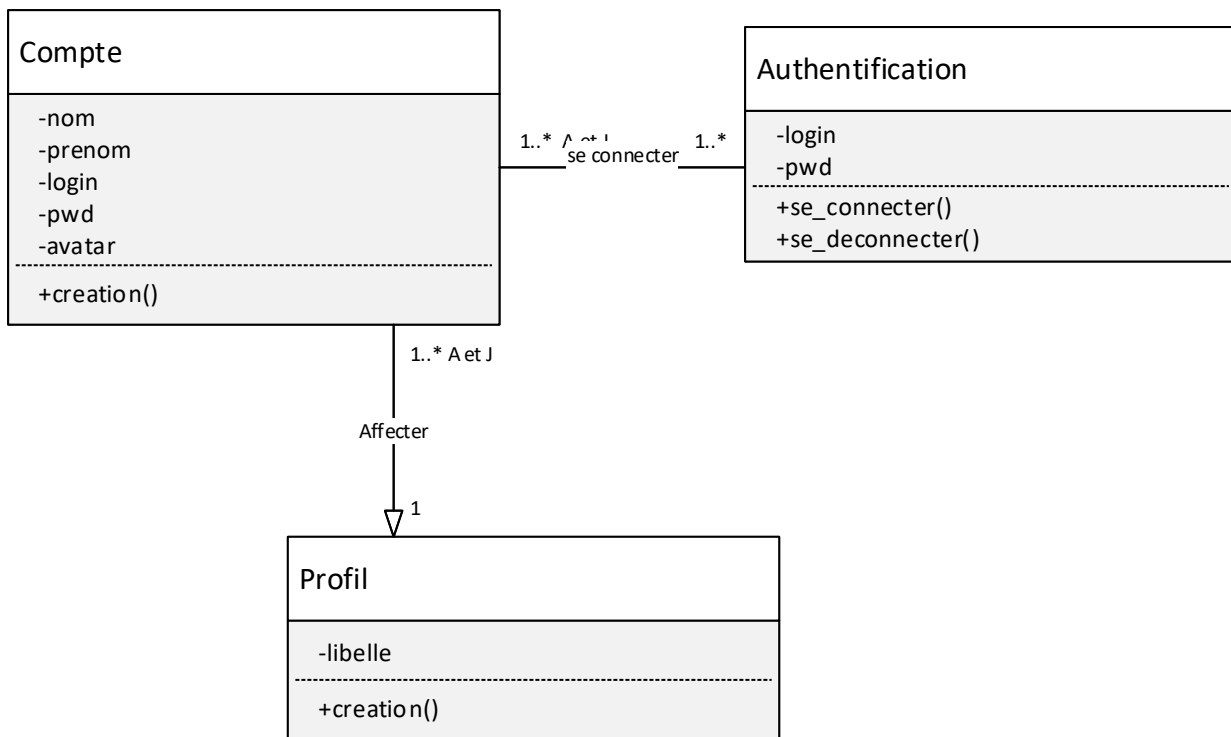 Compte
-nom
-prenom
-login
-pwd
-avatar
+creation()
1..*
se connecter
1..*
Authentification
-login
-pwd
+se_connecter()
+se_deconnecter()
1..* A et J
Affecter
1
Profil
-libelle
+creation()